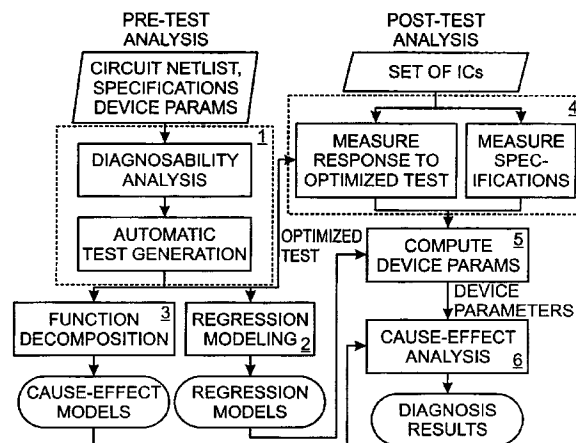 PRE-TEST
ANALYSIS
CIRCUIT NETLIST,
SPECIFICATIONS
DEVICE PARAMS
1
DIAGNOSABILITY
ANALYSIS
AUTOMATIC
TEST GENERATION
3
FUNCTION
DECOMPOSITION
REGRESSION
MODELING
2
CAUSE-EFFECT
MODELS
REGRESSION
MODELS
OPTIMIZED
TEST
POST-TEST
ANALYSIS
SET OF ICs
4
MEASURE
RESPONSE TO
OPTIMIZED TEST
MEASURE
SPEC-
IFICATIONS
5
COMPUTE
DEVICE PARAMS
DEVICE
PARAMETERS
CAUSE-EFFECT
ANALYSIS
6
DIAGNOSIS
RESULTS